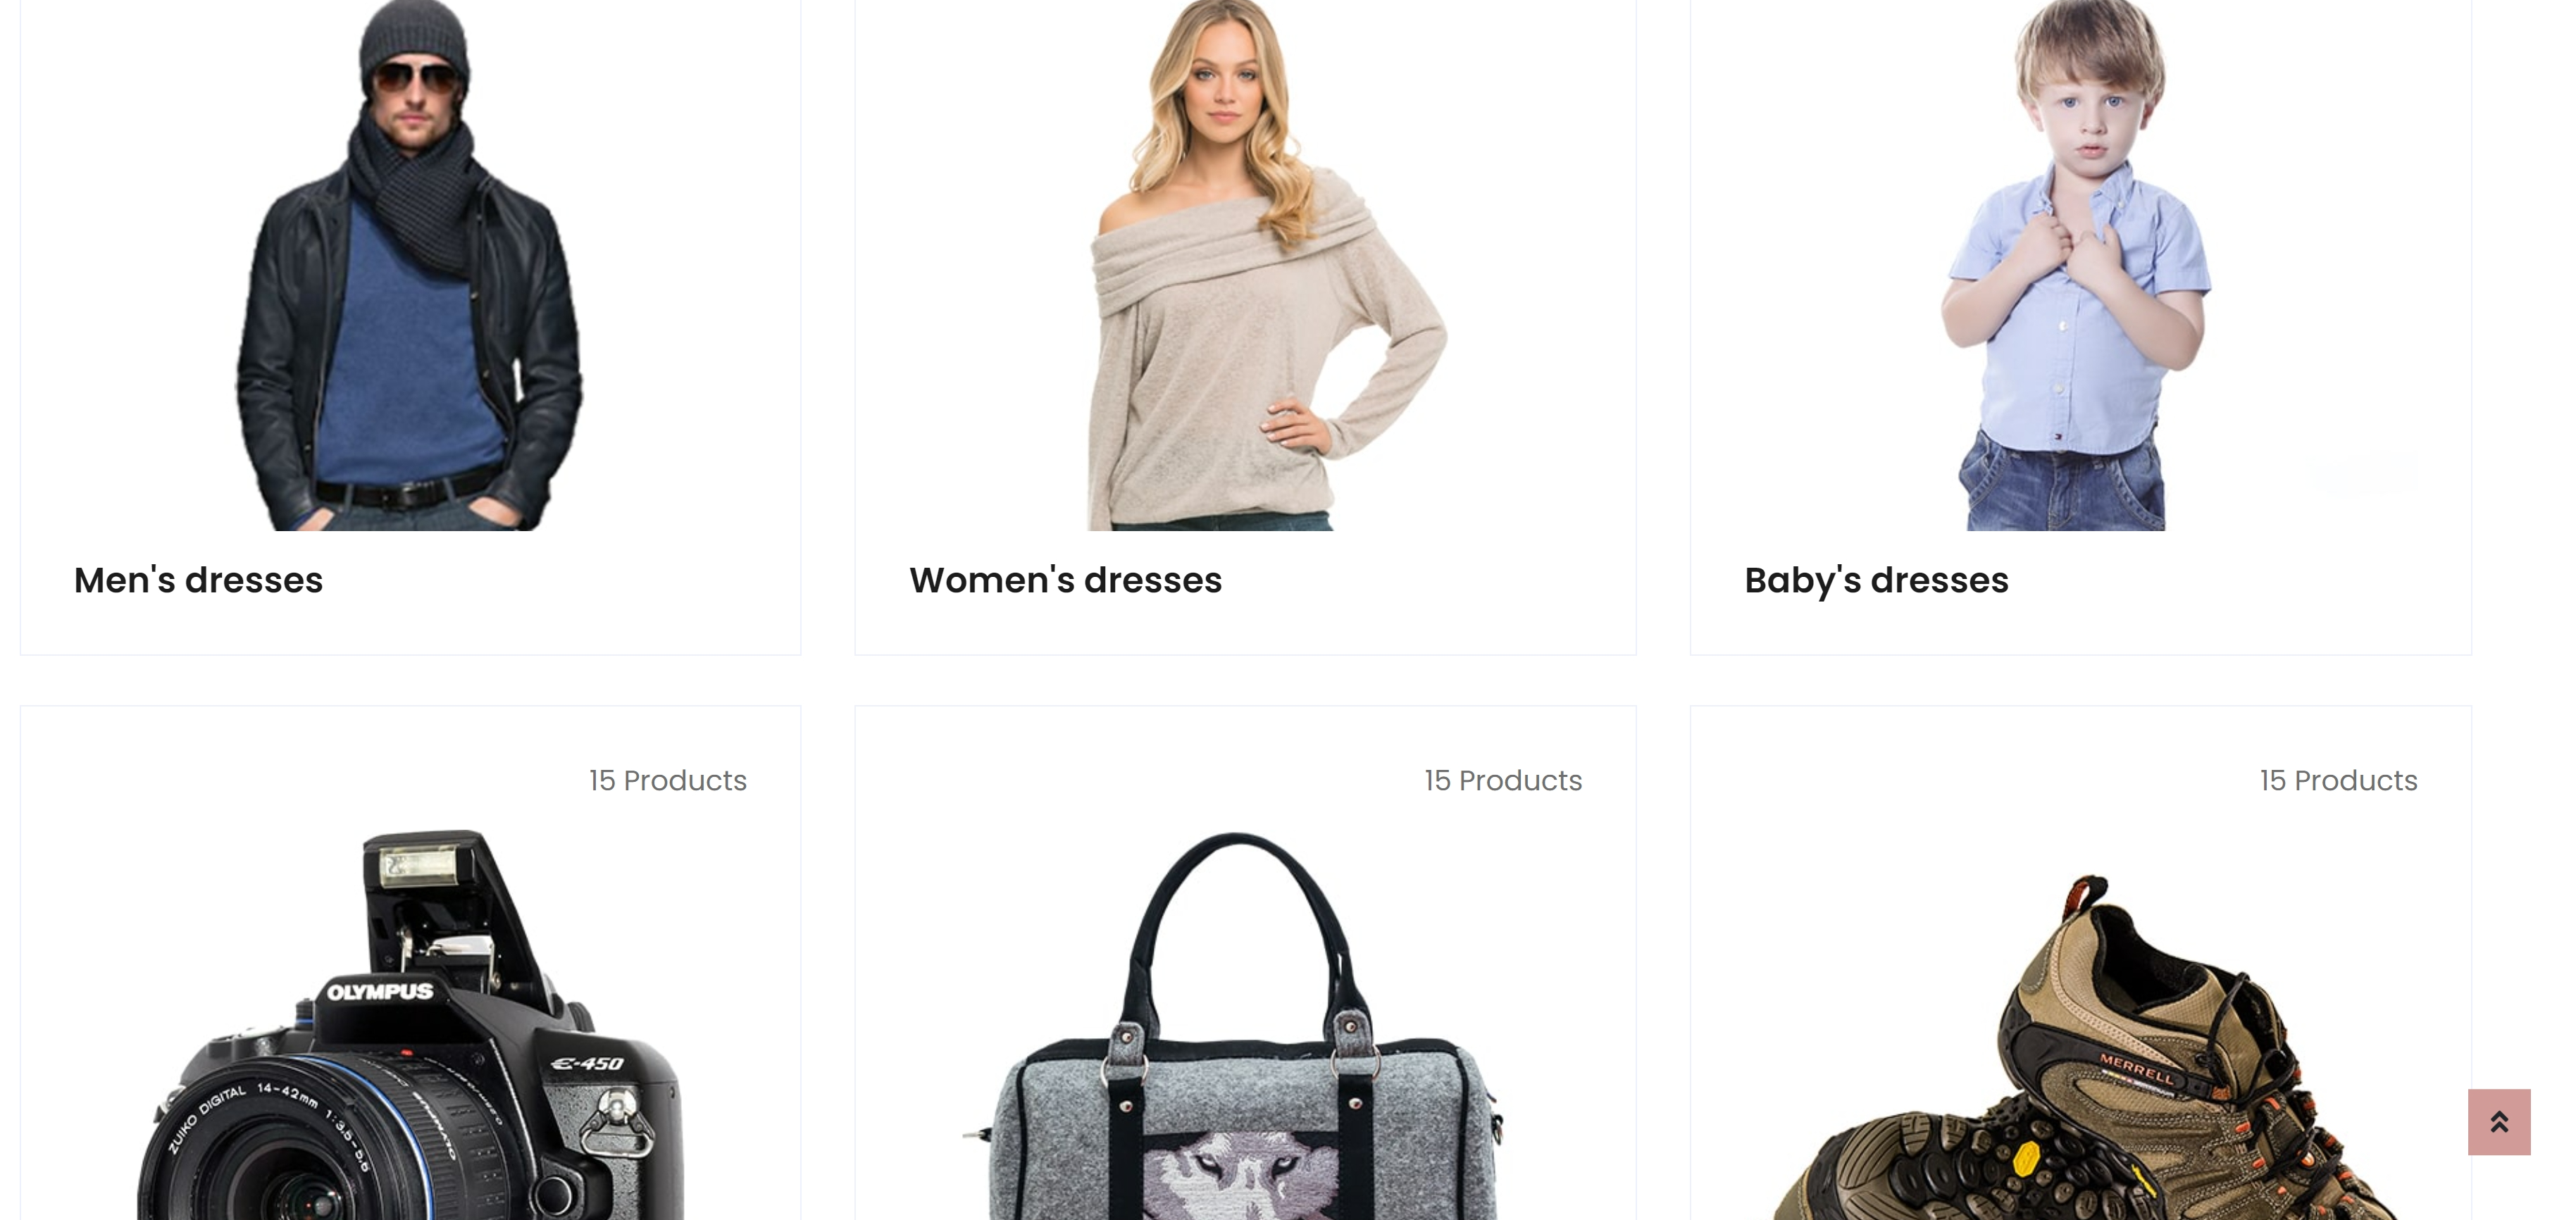 Men's dresses
Women's dresses
Baby's dresses
15 Products
15 Products
15 Products
OLYMPUS
E-450
ZUIKO DIGITAL 14-42mm 1:3.5-5.6
OLYMPUS
MERRELL